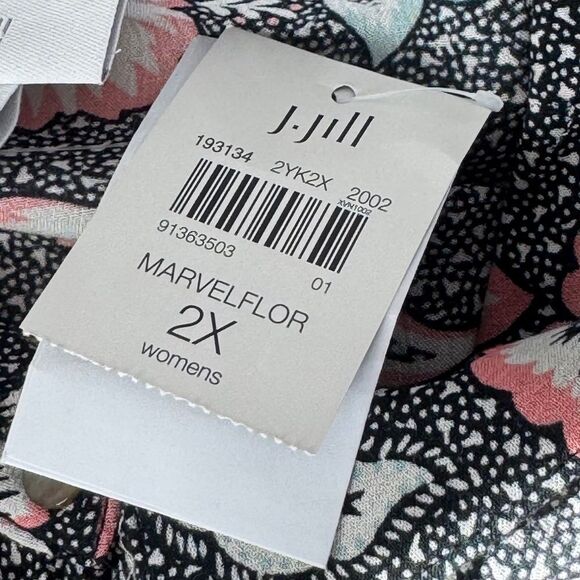 J.Jill
193134 2YK2X 2002
XVN1002
91363503 01
MARVELFLOR
2X
womens